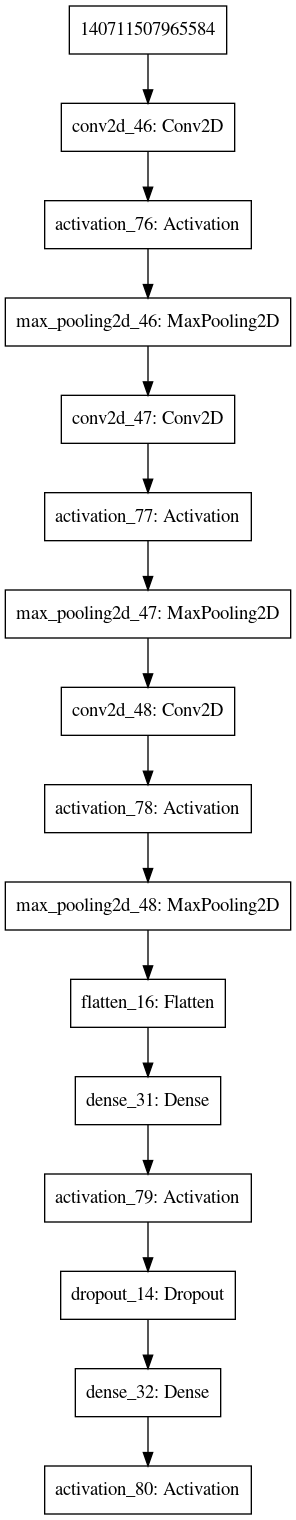 140711507965584
conv2d_46: Conv2D
activation_76: Activation
max_pooling2d_46: MaxPooling2D
conv2d_47: Conv2D
activation_77: Activation
max_pooling2d_47: MaxPooling2D
conv2d_48: Conv2D
activation_78: Activation
max_pooling2d_48: MaxPooling2D
flatten_16: Flatten
dense_31: Dense
activation_79: Activation
dropout_14: Dropout
dense_32: Dense
activation_80: Activation